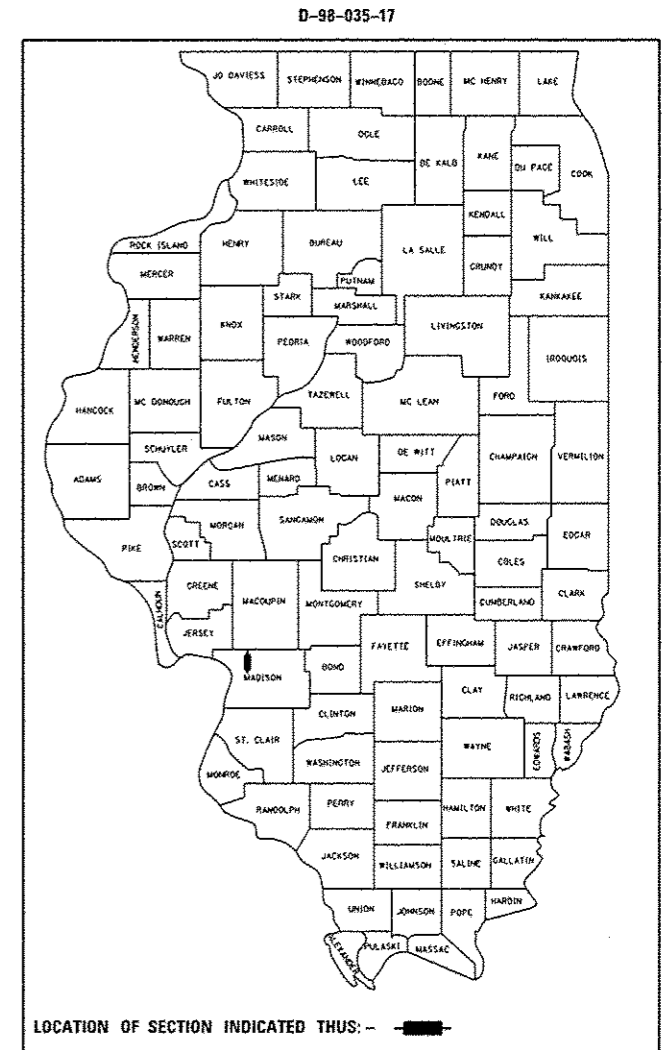 D-98-035-17
JO DAVIESS
STEPHENSON
WINNEBAGO
BOONE
MC HENRY
LAKE
CARROLL
OGLE
DE KALB
KANE
DU PAGE
COOK
WHITESIDE
LEE
KENDALL
WILL
ROCK ISLAND
HENRY
BUREAU
LA SALLE
GRUNDY
MERCER
PUTNAM
KANKAKEE
STARK
MARSHALL
HENDERSON
WARREN
KNOX
PEORIA
WOODFORD
LIVINGSTON
IROQUOIS
HANCOCK
MC DONOUGH
FULTON
TAZEWELL
MC LEAN
FORD
MASON
SCHUYLER
LOGAN
DE WITT
CHAMPAIGN
VERMILION
ADAMS
BROWN
CASS
MENARD
PIATT
MACON
MORGAN
SANGAMON
DOUGLAS
PIKE
SCOTT
CHRISTIAN
MOULTRIE
EDGAR
COLES
CALHOUN
GREENE
MACOUPIN
MONTGOMERY
SHELBY
CUMBERLAND
CLARK
JERSEY
FAYETTE
EFFINGHAM
JASPER
CRAWFORD
MADISON
BOND
CLAY
RICHLAND
LAWRENCE
CLINTON
MARION
ST. CLAIR
WAYNE
EDWARDS
WABASH
WASHINGTON
JEFFERSON
MONROE
RANDOLPH
PERRY
HAMILTON
WHITE
FRANKLIN
JACKSON
WILLIAMSON
SALINE
GALLATIN
UNION
JOHNSON
POPE
HARDIN
ALEXANDER
PULASKI
MASSAC
LOCATION OF SECTION INDICATED THUS: -